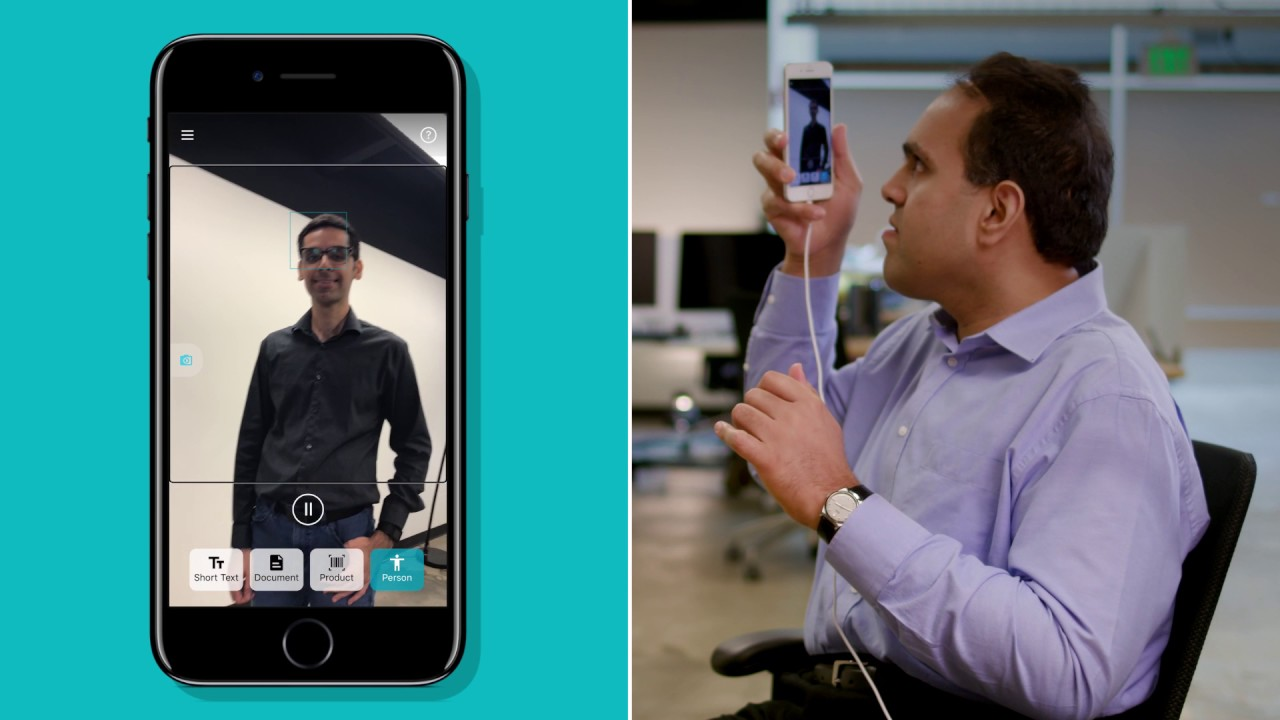 ?
Short Text
Document
Product
Person